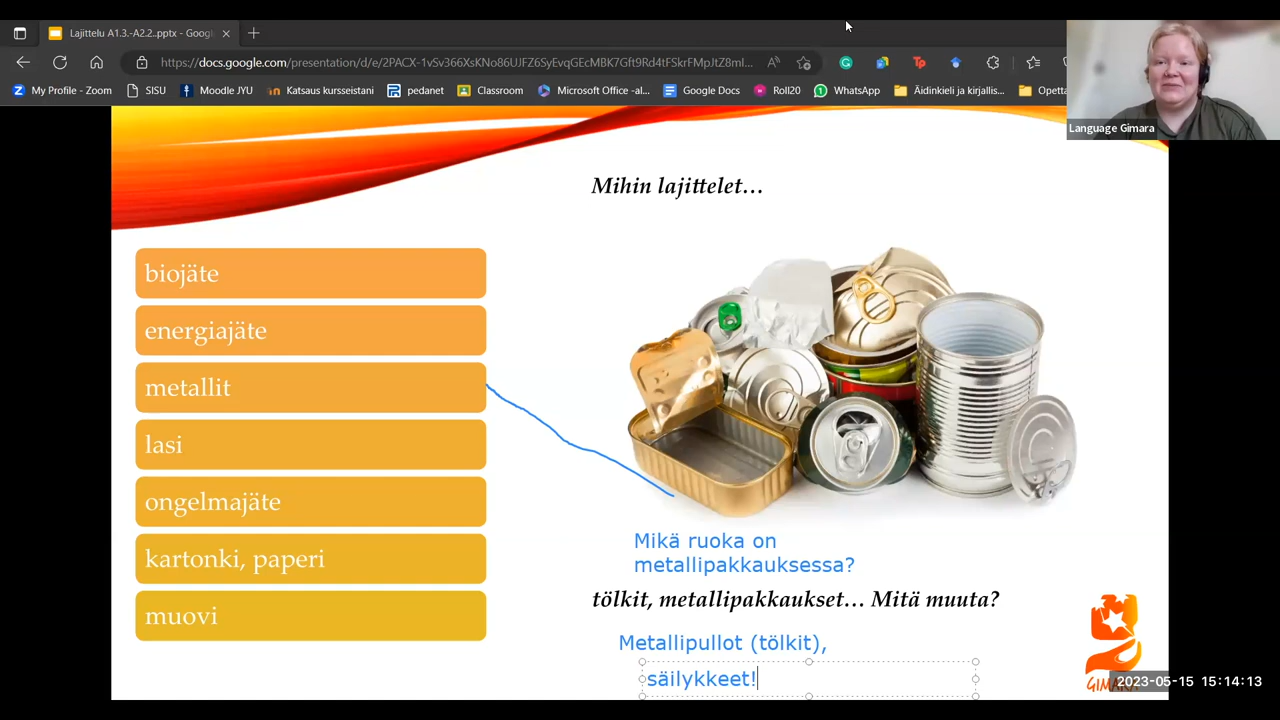 Lajittelu A1.3.-A2.2..pptx - Googl
https://docs.google.com/presentation/d/e/2PACX-1vSv366XsKNo86UJFZ6SyEvqGEcMBK7Gft9Rd4tFSkrFMpJtZ8ml...
My Profile - Zoom
SISU
Moodle JYU
Katsaus kursseistani
pedanet
Classroom
Microsoft Office -al...
Google Docs
Roll20
WhatsApp
Äidinkieli ja kirjallis...
Opetta
Language Gimara
Mihin lajittelet…
biojäte
energiajäte
metallit
lasi
ongelmajäte
kartonki, paperi
muovi
Mikä ruoka on
metallipakkauksessa?
tölkit, metallipakkaukset… Mitä muuta?
Metallipullot (tölkit),
säilykkeet!
2023-05-15 15:14:13